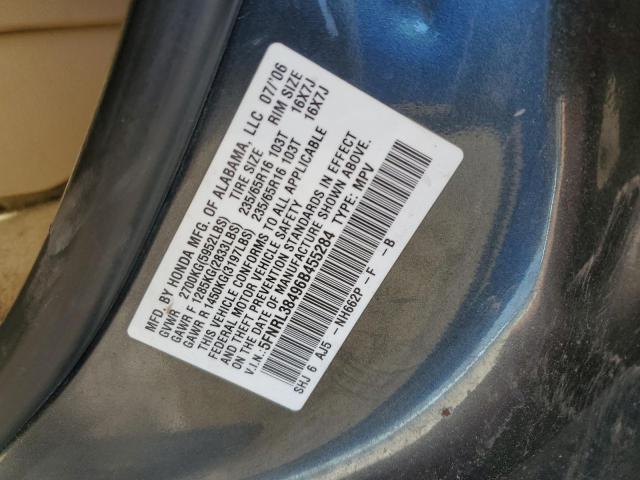 MFD. BY HONDA MFG. OF ALABAMA, LLC 07/'06
GVWR 2700KG(5952LBS) TIRE SIZE RIM SIZE
GAWR F 1285KG(2833LBS) 235/65R16 103T 16X7J
GAWR R 1450KG(3197LBS) 235/65R16 103T 16X7J
THIS VEHICLE CONFORMS TO ALL APPLICABLE
FEDERAL MOTOR VEHICLE SAFETY
AND THEFT PREVENTION STANDARDS IN EFFECT
ON THE DATE OF MANUFACTURE SHOWN ABOVE.
V.I.N.:5FNRL38496B455284 TYPE: MPV
SHJ 6 AJ5 -NH662P -F -B